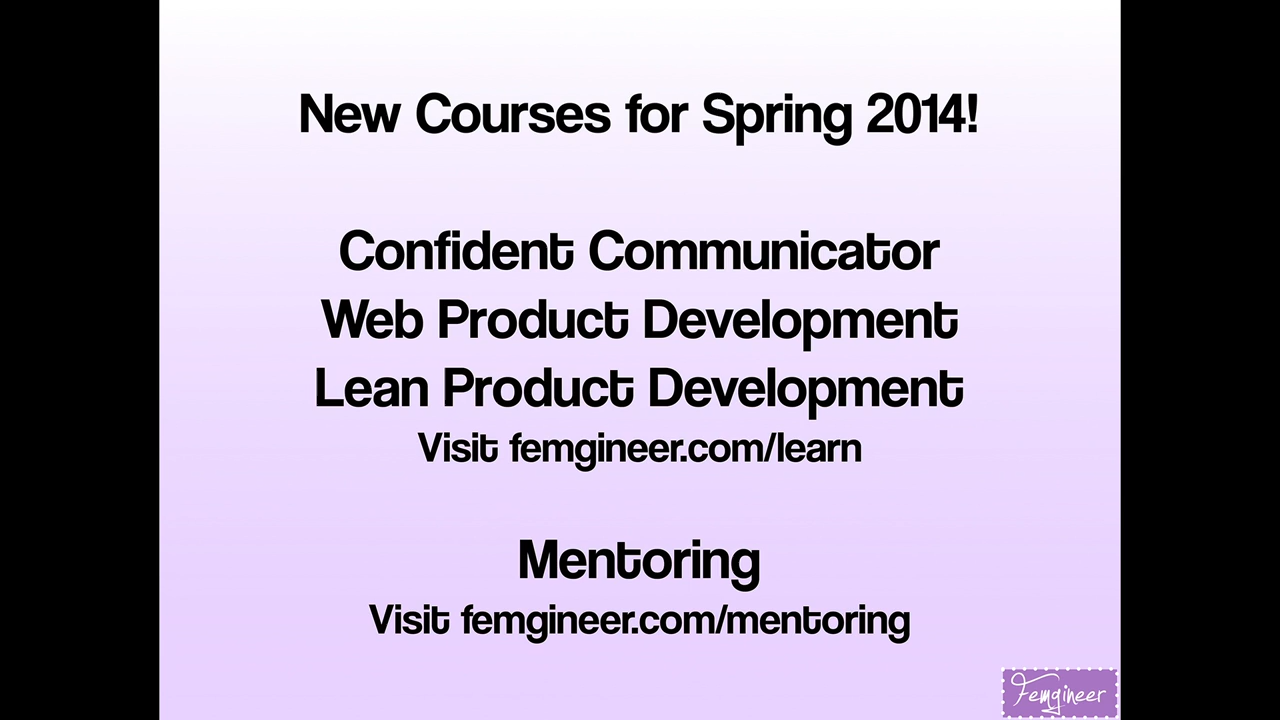 New Courses for Spring 2014!
Confident Communicator
Web Product Development
Lean Product Development
Visit femgineer.com/learn
Mentoring
Visit femgineer.com/mentoring
Femgineer